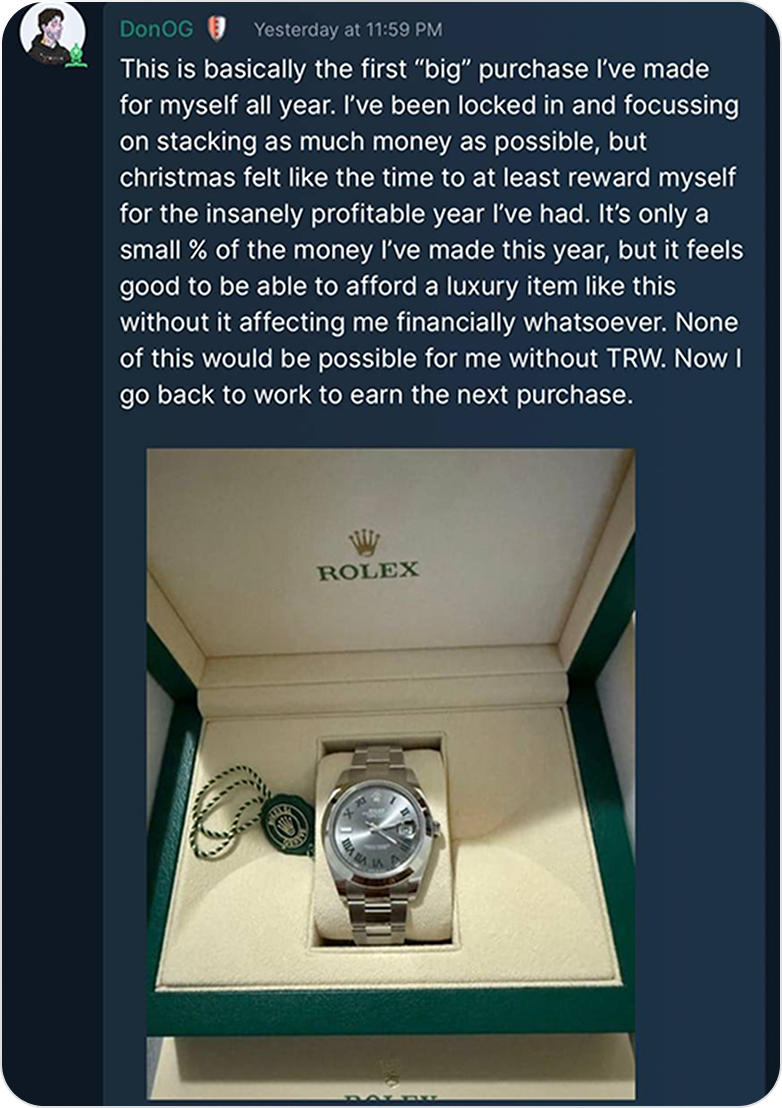 DonOG Yesterday at 11:59 PM
This is basically the first “big” purchase I’ve made
for myself all year. I’ve been locked in and focussing
on stacking as much money as possible, but
christmas felt like the time to at least reward myself
for the insanely profitable year I’ve had. It’s only a
small % of the money I’ve made this year, but it feels
good to be able to afford a luxury item like this
without it affecting me financially whatsoever. None
of this would be possible for me without TRW. Now I
go back to work to earn the next purchase.
ROLEX
ROLEX